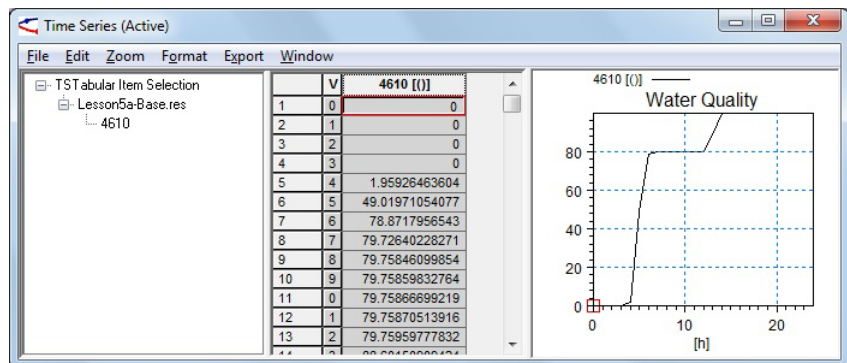 Time Series (Active)
File Edit Zoom Format Export Window
TSTabular Item Selection
Lesson5a-Base.res
4610
V 4610 [()]
1 0 0
2 1 0
3 2 0
4 3 0
5 4 1.95926463604
6 5 49.01971054077
7 6 78.8717956543
8 7 79.72640228271
9 8 79.75846099854
10 9 79.75859832764
11 0 79.75866699219
12 1 79.75870513916
13 2 79.75959777832
4610 [()]
Water Quality
80
60
40
20
0
0 10 20
[h]